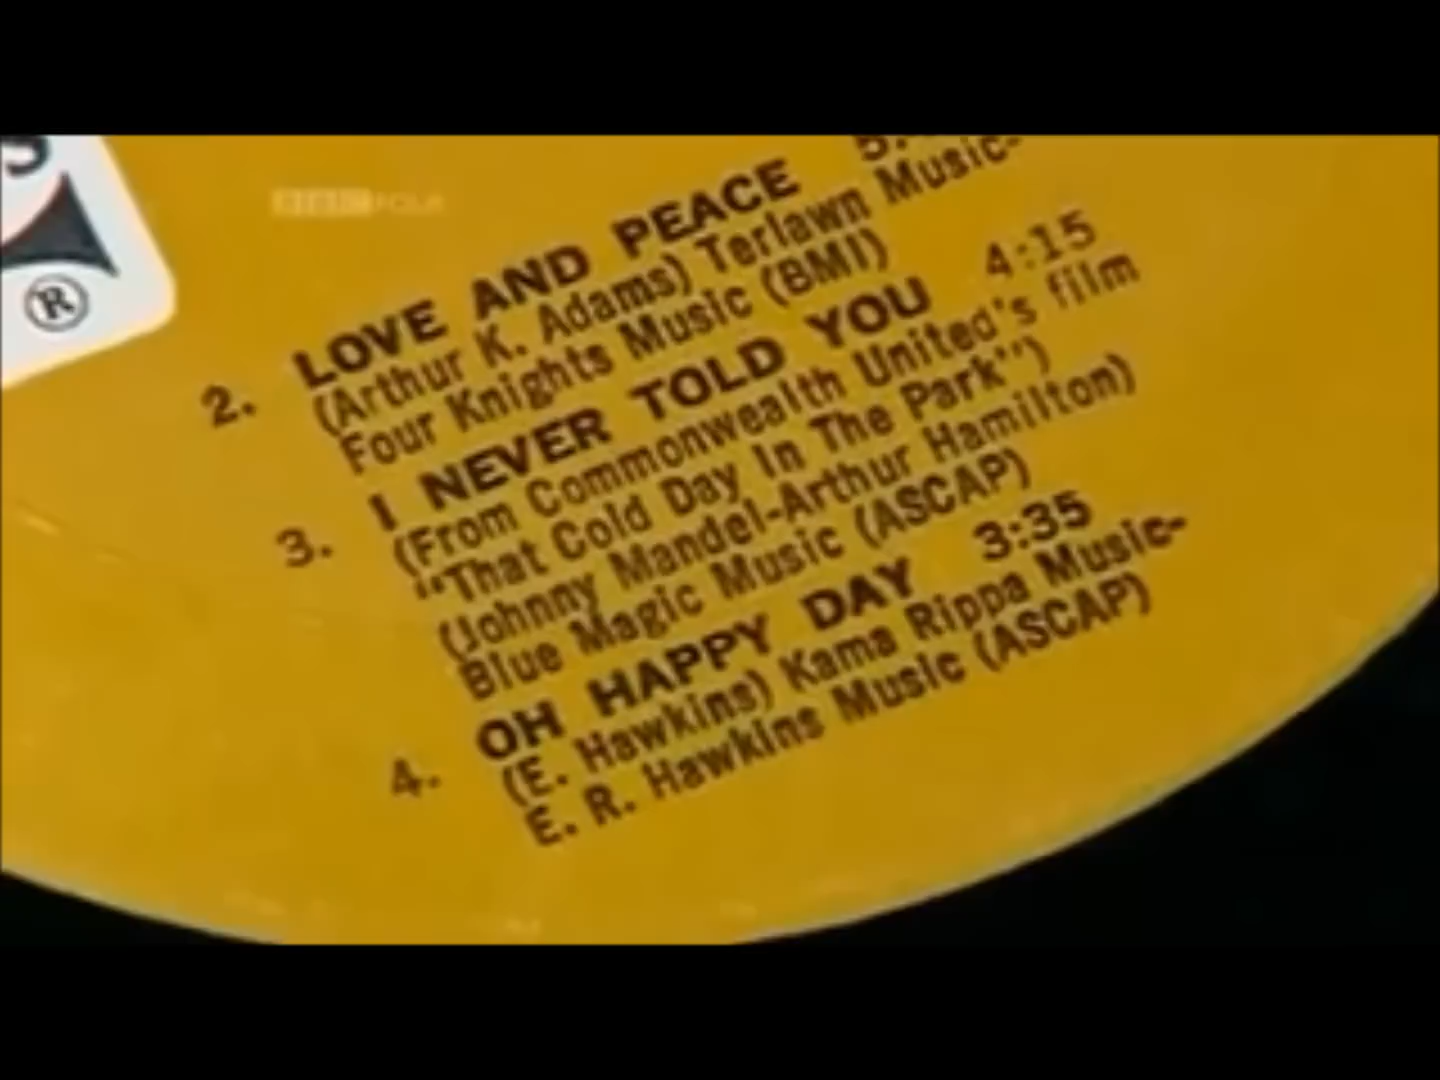 S
®
BBC FOUR
2. LOVE AND PEACE
(Arthur K. Adams) Terlawn Music-
Four Knights Music (BMI)
3. I NEVER TOLD YOU 4:15
(From Commonwealth United's film
"That Cold Day In The Park")
(Johnny Mandel-Arthur Hamilton)
Blue Magic Music (ASCAP)
4. OH HAPPY DAY 3:35
(E. Hawkins) Kama Rippa Music-
E. R. Hawkins Music (ASCAP)